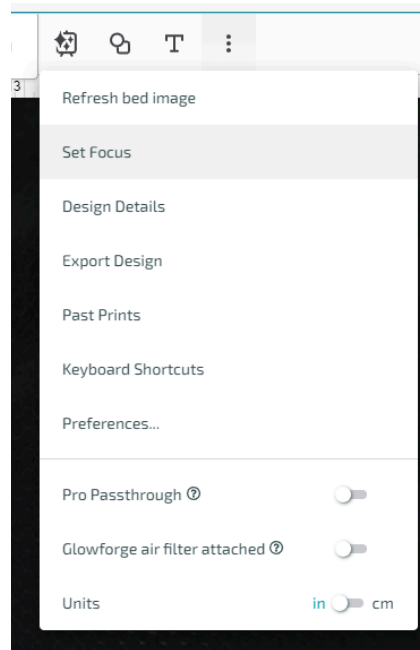 T
3
Refresh bed image
Set Focus
Design Details
Export Design
Past Prints
Keyboard Shortcuts
Preferences...
Pro Passthrough ?
Glowforge air filter attached ?
Units in cm